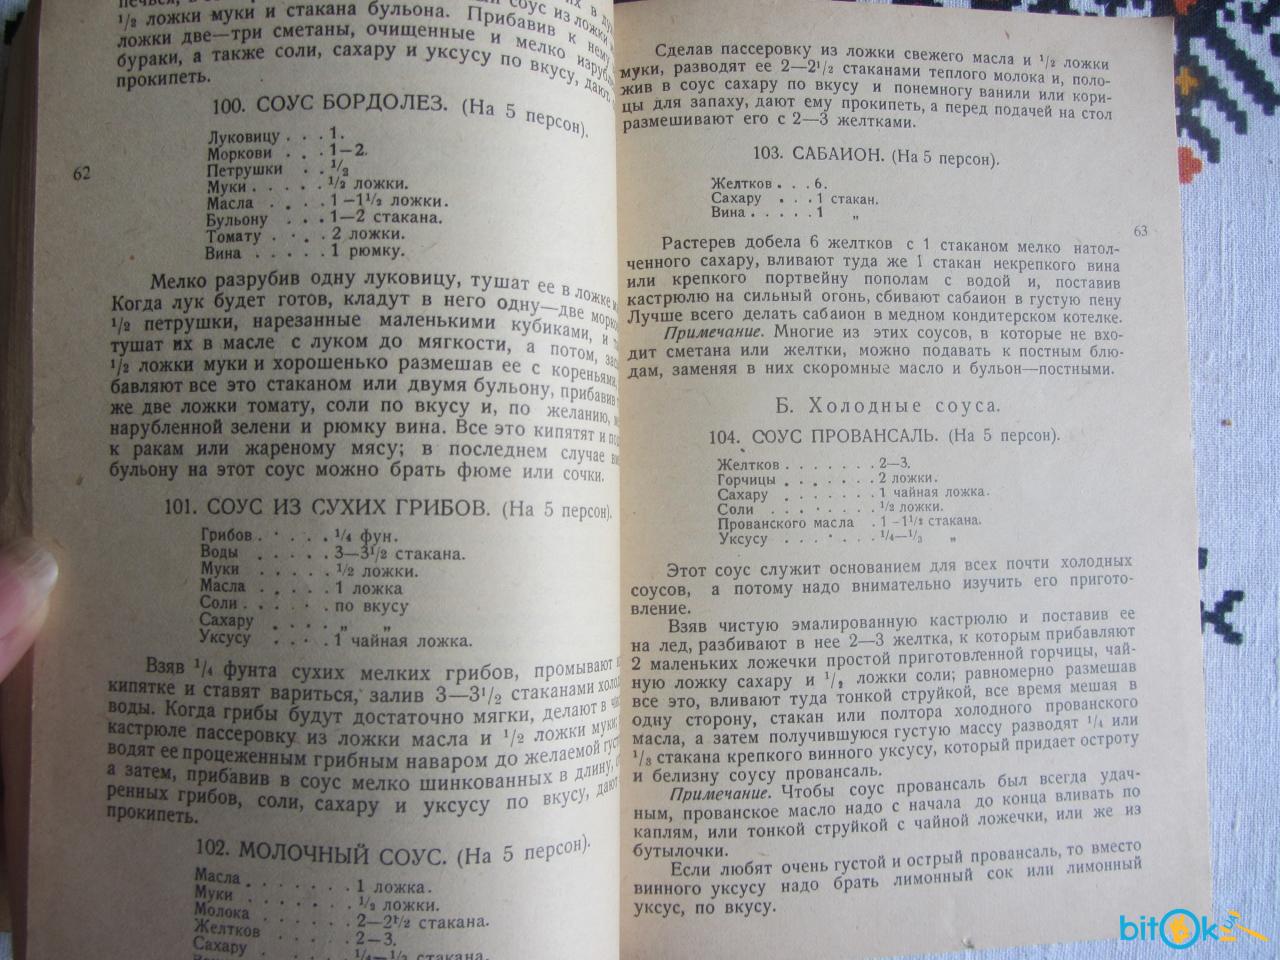 ½ ложки муки и стакана бульона. Прибавив к нему
ложки две—три сметаны, очищенные и мелко
бураки, а также соли, сахару и уксусу по вкусу, дают
прокипеть.
100. СОУС БОРДОЛЕЗ. (На 5 персон).
Луковицу . . . 1.
Моркови . . . 1—2.
Петрушки . . ½
Муки . . . . . ½ ложки.
Масла . . . . 1—1½ ложки.
Бульону . . . 1—2 стакана.
Томату . . . 2 ложки.
Вина . . . . . 1 рюмку.
62
Мелко разрубив одну луковицу, тушат ее в ложке
Когда лук будет готов, кладут в него одну—две
½ петрушки, нарезанные маленькими кубиками, и
тушат их в масле с луком до мягкости, а потом,
½ ложки муки и хорошенько размешав ее с кореньями,
бавляют все это стаканом или двумя бульону, прибавив
же две ложки томату, соли по вкусу и, по желанию,
нарубленной зелени и рюмку вина. Все это кипятят и
к ракам или жареному мясу; в последнем случае
бульону на этот соус можно брать фюме или сочки.
101. СОУС ИЗ СУХИХ ГРИБОВ. (На 5 персон).
Грибов . . . . . ¼ фун.
Воды . . . . . 3—3½ стакана.
Муки . . . . . ½ ложки.
Масла . . . . . 1 ложка
Соли . . . . . . по вкусу
Сахару . . . . „ „
Уксусу . . . . 1 чайная ложка.
Взяв ¼ фунта сухих мелких грибов, промывают
кипятке и ставят вариться, залив 3—3½ стаканами
воды. Когда грибы будут достаточно мягки, делают в
кастрюле пассеровку из ложки масла и ½ ложки муки;
водят ее процеженным грибным наваром до желаемой
а затем, прибавив в соус мелко шинкованных в длину,
ренных грибов, соли, сахару и уксусу по вкусу, дают
прокипеть.
102. МОЛОЧНЫЙ СОУС. (На 5 персон).
Масла . . . . . . . 1 ложка.
Муки . . . . . . . ½ ложки.
Молока . . . . . . 2—2½ стакана.
Желтков . . . . . 2—3.
Сахару . . . . . ¼—½ стакана.
Сделав пассеровку из ложки свежего масла и ½ ложки
муки, разводят ее 2—2½ стаканами теплого молока и, поло-
жив в соус сахару по вкусу и понемногу ванили или кори-
цы для запаху, дают ему прокипеть, а перед подачей на стол
размешивают его с 2—3 желтками.
103. САБАИОН. (На 5 персон).
Желтков . . . 6.
Сахару . . . 1 стакан.
Вина . . . . . 1 „
63
Растерев добела 6 желтков с 1 стаканом мелко натол-
ченного сахару, вливают туда же 1 стакан некрепкого вина
или крепкого портвейну пополам с водой и, поставив
кастрюлю на сильный огонь, сбивают сабаион в густую пену
Лучше всего делать сабаион в медном кондитерском котелке.
Примечание. Многие из этих соусов, в которые не вхо-
дит сметана или желтки, можно подавать к постным блю-
дам, заменяя в них скоромные масло и бульон—постными.
Б. Холодные соуса.
104. СОУС ПРОВАНСАЛЬ. (На 5 персон).
Желтков . . . . . . . 2—3.
Горчицы . . . . . . . 2 ложки.
Сахару . . . . . . . 1 чайная ложка.
Соли . . . . . . . . ½ ложки.
Прованского масла . 1—1½ стакана.
Уксусу . . . . . . . ¼—⅓ „
Этот соус служит основанием для всех почти холодных
соусов, а потому надо внимательно изучить его пригото-
вление.
Взяв чистую эмалированную кастрюлю и поставив ее
на лед, разбивают в нее 2—3 желтка, к которым прибавляют
2 маленьких ложечки простой приготовленной горчицы, чай-
ную ложку сахару и ½ ложки соли; равномерно размешав
все это, вливают туда тонкой струйкой, все время мешая в
одну сторону, стакан или полтора холодного прованского
масла, а затем получившуюся густую массу разводят ¼ или
⅓ стакана крепкого винного уксусу, который придает остроту
и белизну соусу провансаль.
Примечание. Чтобы соус провансаль был всегда удач-
ным, прованское масло надо с начала до конца вливать по
каплям, или тонкой струйкой с чайной ложечки, или же из
бутылочки.
Если любят очень густой и острый провансаль, то вместо
винного уксусу надо брать лимонный сок или лимонный
уксус, по вкусу.
bitok